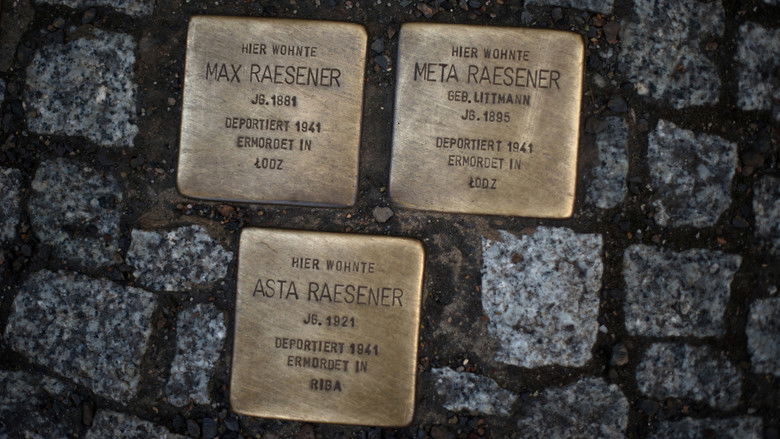 HIER WOHNTE
MAX RAESENER
JG. 1881
DEPORTIERT 1941
ERMORDET IN
ŁODZ
HIER WOHNTE
META RAESENER
GEB. LITTMANN
JG. 1895
DEPORTIERT 1941
ERMORDET IN
ŁODZ
HIER WOHNTE
ASTA RAESENER
JG. 1921
DEPORTIERT 1941
ERMORDET IN
RIGA